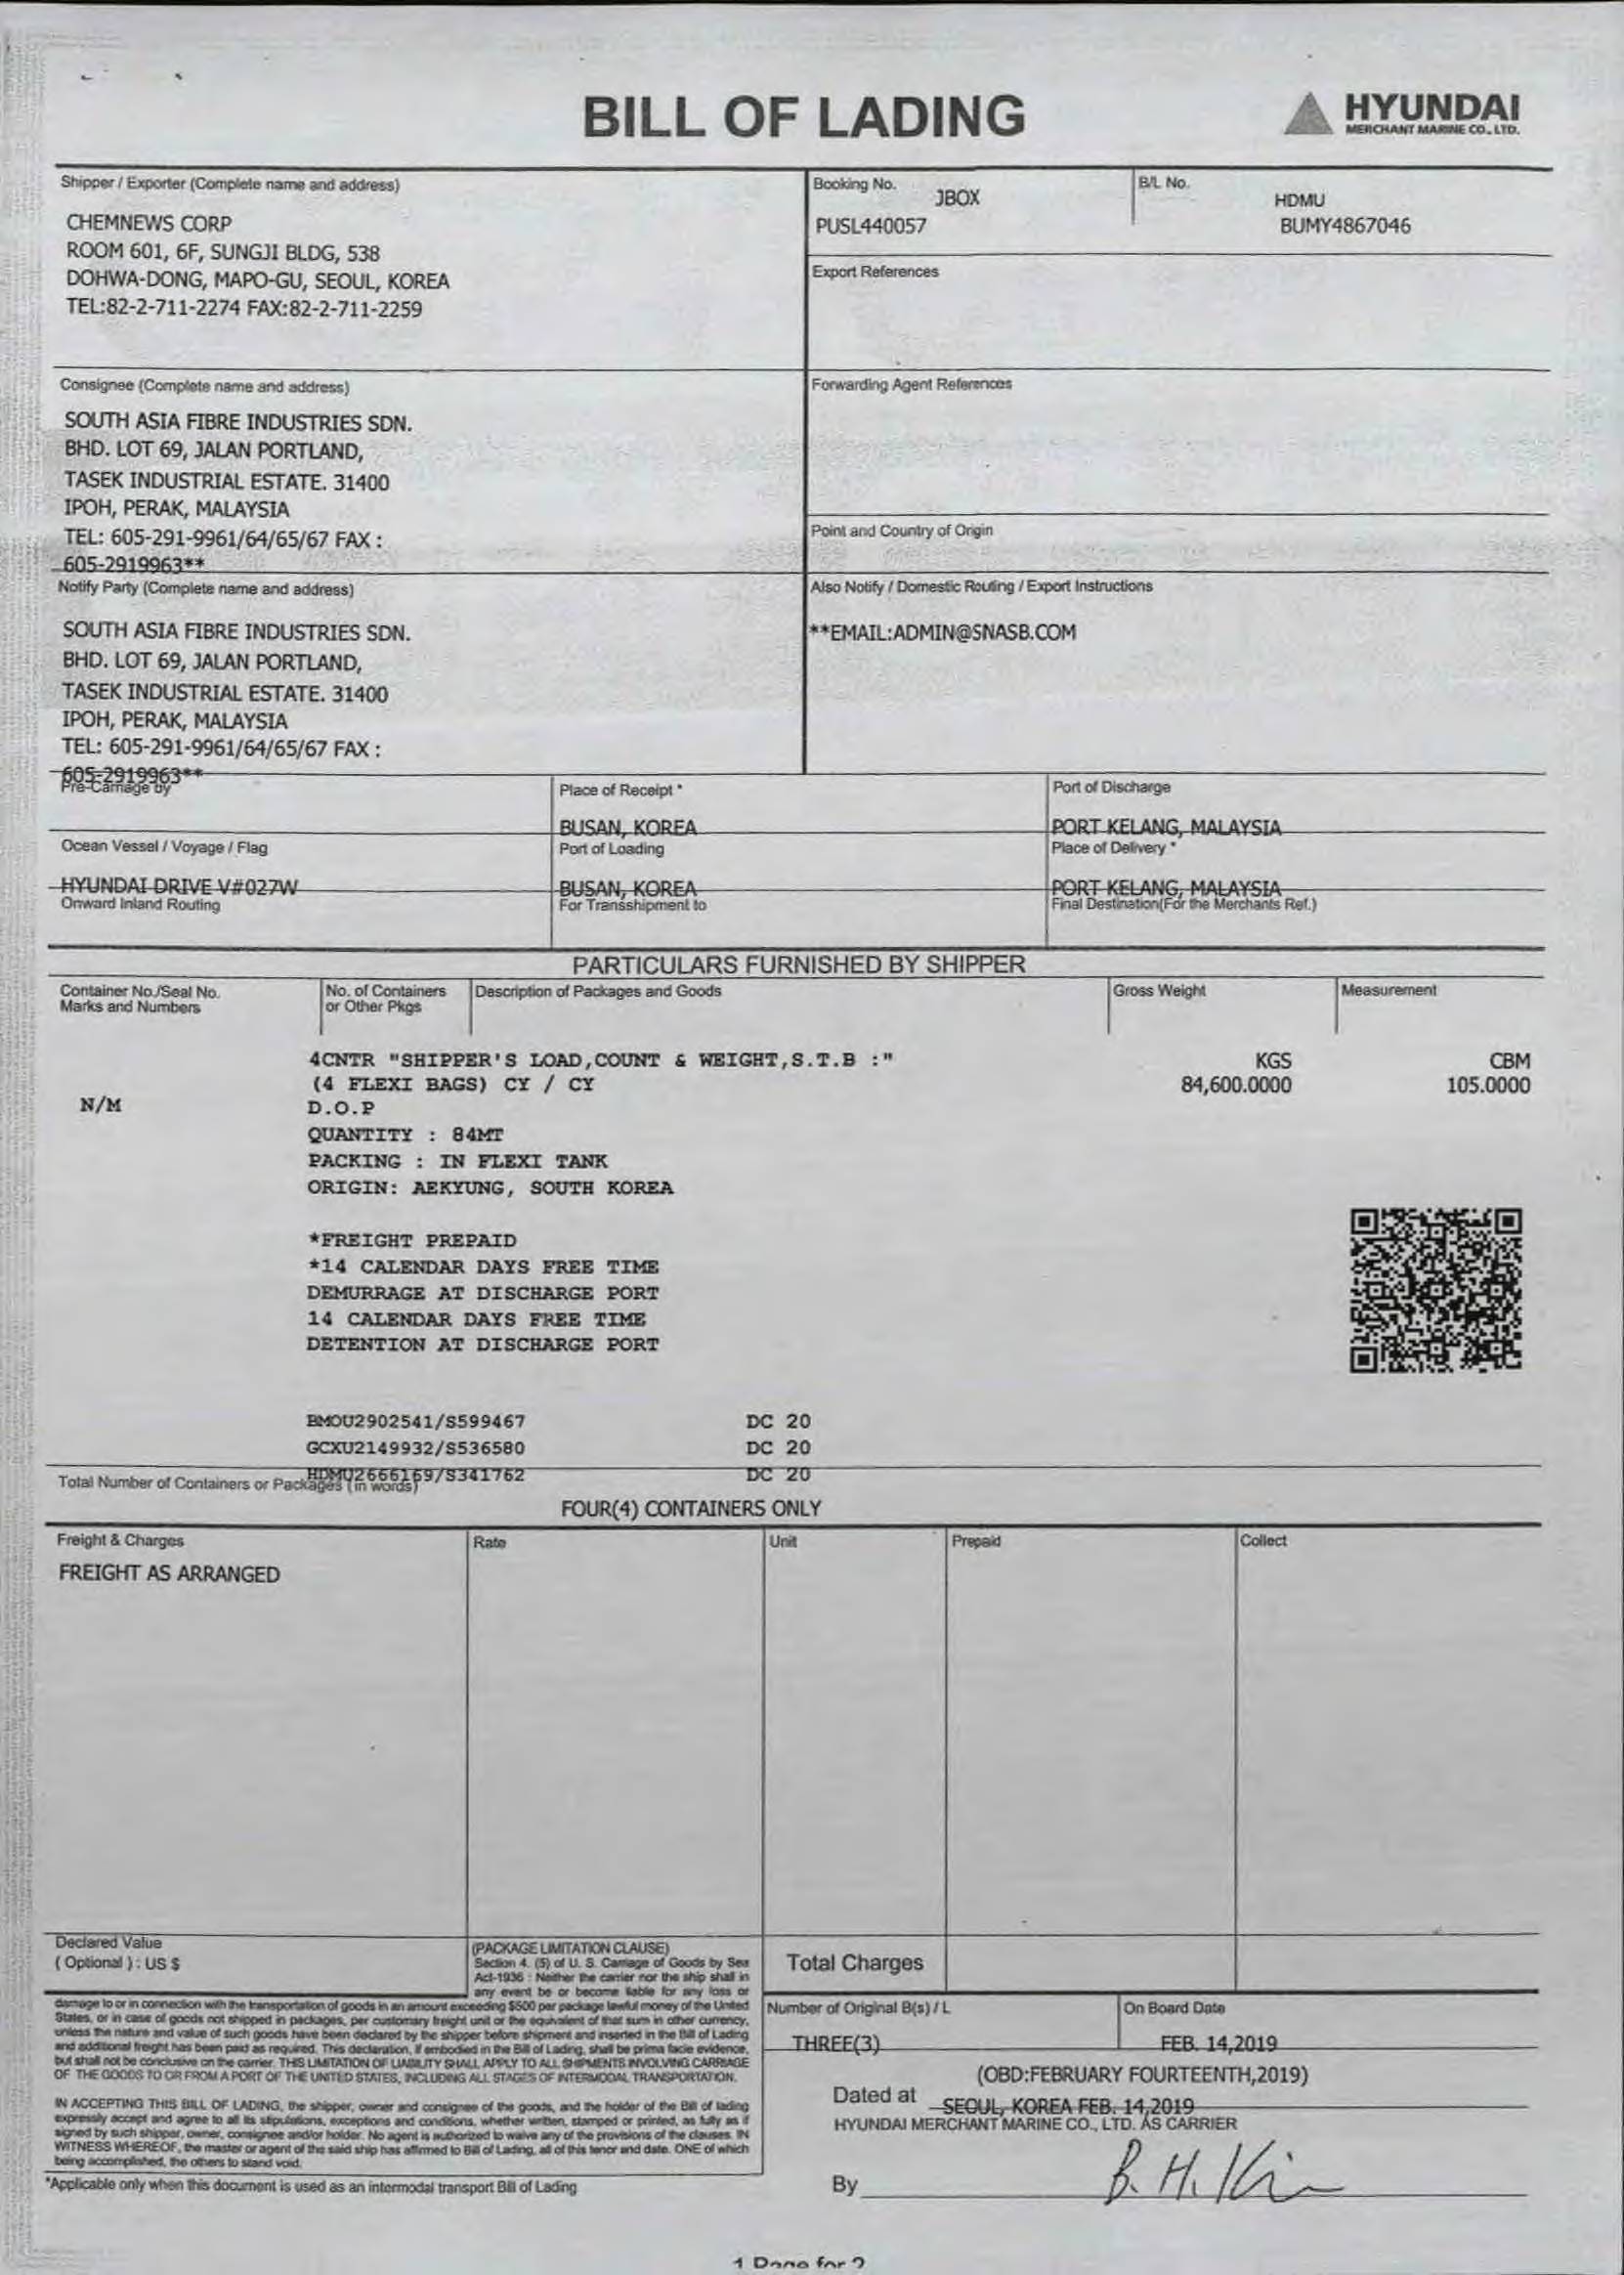 BILL OF LADING
HYUNDAI
MERCHANT MARINE CO., LTD.
Shipper / Exporter (Complete name and address)
CHEMNEWS CORP
ROOM 601, 6F, SUNGJI BLDG, 538
DOHWA-DONG, MAPO-GU, SEOUL, KOREA
TEL:82-2-711-2274 FAX:82-2-711-2259
Booking No.
JBOX
PUSL440057
B/L No.
HDMU
BUMY4867046
Export References
Consignee (Complete name and address)
SOUTH ASIA FIBRE INDUSTRIES SDN.
BHD. LOT 69, JALAN PORTLAND,
TASEK INDUSTRIAL ESTATE. 31400
IPOH, PERAK, MALAYSIA
TEL: 605-291-9961/64/65/67 FAX :
605-2919963**
Forwarding Agent References
Point and Country of Origin
Notify Party (Complete name and address)
SOUTH ASIA FIBRE INDUSTRIES SDN.
BHD. LOT 69, JALAN PORTLAND,
TASEK INDUSTRIAL ESTATE. 31400
IPOH, PERAK, MALAYSIA
TEL: 605-291-9961/64/65/67 FAX :
605-2919963**
Also Notify / Domestic Routing / Export Instructions
**EMAIL:ADMIN@SNASB.COM
Pre-Carriage by
Place of Receipt *
BUSAN, KOREA
Port of Discharge
PORT KELANG, MALAYSIA
Ocean Vessel / Voyage / Flag
HYUNDAI DRIVE V#027W
Port of Loading
BUSAN, KOREA
Place of Delivery *
PORT KELANG, MALAYSIA
Onward Inland Routing
For Transshipment to
Final Destination(For the Merchants Ref.)
PARTICULARS FURNISHED BY SHIPPER
Container No./Seal No.
Marks and Numbers
No. of Containers
or Other Pkgs
Description of Packages and Goods
Gross Weight
Measurement
4CNTR "SHIPPER'S LOAD,COUNT & WEIGHT,S.T.B :"
KGS
CBM
(4 FLEXI BAGS) CY / CY
84,600.0000
105.0000
N/M
D.O.P
QUANTITY : 84MT
PACKING : IN FLEXI TANK
ORIGIN: AEKYUNG, SOUTH KOREA
*FREIGHT PREPAID
*14 CALENDAR DAYS FREE TIME
DEMURRAGE AT DISCHARGE PORT
14 CALENDAR DAYS FREE TIME
DETENTION AT DISCHARGE PORT
BMOU2902541/S599467 DC 20
GCXU2149932/S536580 DC 20
HDMU2666169/S341762 DC 20
Total Number of Containers or Packages (in words)
FOUR(4) CONTAINERS ONLY
Freight & Charges
Rate
Unit
Prepaid
Collect
FREIGHT AS ARRANGED
Declared Value
( Optional ) : US $
(PACKAGE LIMITATION CLAUSE)
Section 4. (5) of U. S. Carriage of Goods by Sea
Act-1936 : Neither the carrier nor the ship shall in
any event be or become liable for any loss or
damage to or in connection with the transportation of goods in an amount exceeding $500 per package lawful money of the United
States, or in case of goods not shipped in packages, per customary freight unit or the equivalent of that sum in other currency,
unless the nature and value of such goods have been declared by the shipper before shipment and inserted in the Bill of Lading
and additional freight has been paid as required. This declaration, if embodied in the Bill of Lading, shall be prima facie evidence,
but shall not be conclusive on the carrier. THIS LIMITATION OF LIABILITY SHALL APPLY TO ALL SHIPMENTS INVOLVING CARRIAGE
OF THE GOODS TO OR FROM A PORT OF THE UNITED STATES, INCLUDING ALL STAGES OF INTERMODAL TRANSPORTATION.
IN ACCEPTING THIS BILL OF LADING, the shipper, owner and consignee of the goods, and the holder of the Bill of lading
expressly accept and agree to all its stipulations, exceptions and conditions, whether written, stamped or printed, as fully as if
signed by such shipper, owner, consignee and/or holder. No agent is authorized to waive any of the provisions of the clauses. IN
WITNESS WHEREOF, the master or agent of the said ship has affirmed to Bill of Lading, all of this tenor and date. ONE of which
being accomplished, the others to stand void.
*Applicable only when this document is used as an intermodal transport Bill of Lading
Total Charges
Number of Original B(s) / L
THREE(3)
On Board Date
FEB. 14,2019
(OBD:FEBRUARY FOURTEENTH,2019)
Dated at SEOUL, KOREA FEB. 14,2019
HYUNDAI MERCHANT MARINE CO., LTD. AS CARRIER
By B. H. Kim
1 Page for 2